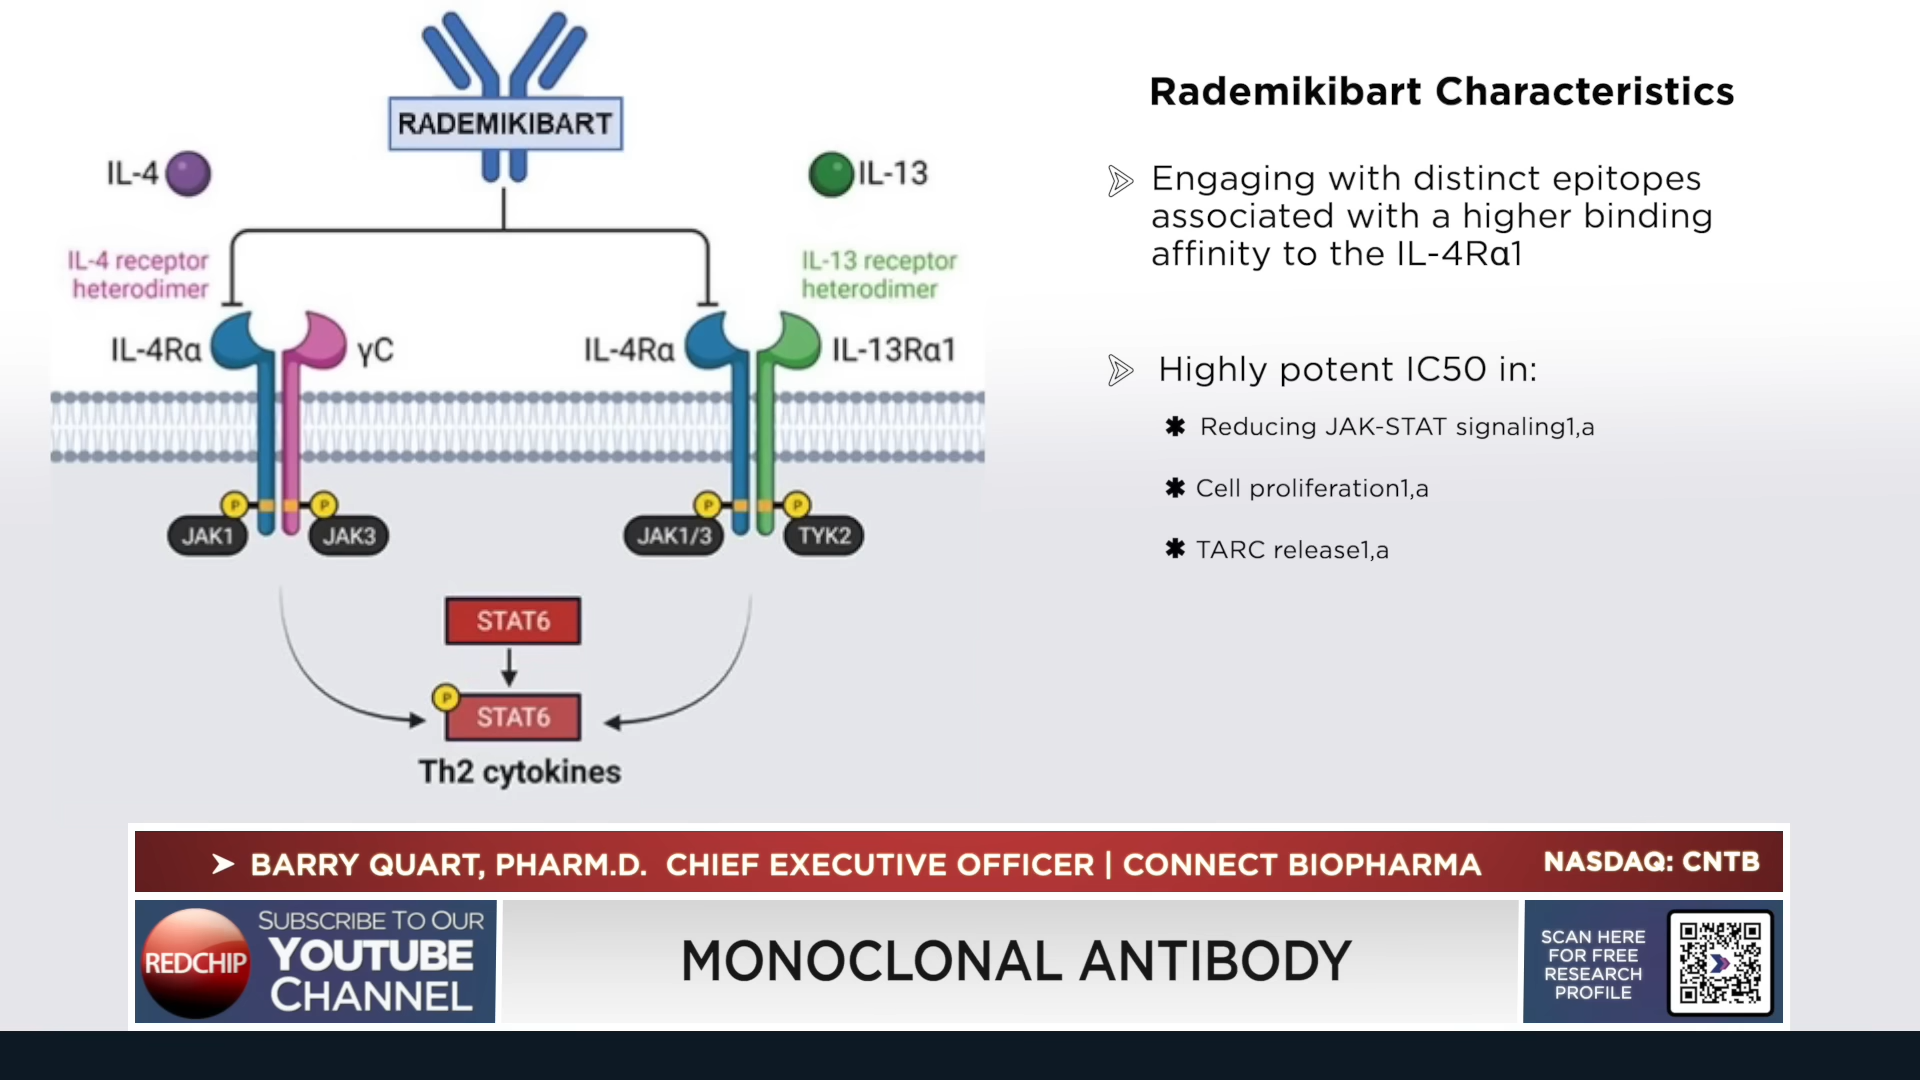 RADEMIKIBART
IL-4
IL-13
IL-4 receptor
heterodimer
IL-13 receptor
heterodimer
IL-4Rα
γC
IL-4Rα
IL-13Rα1
P
P
P
P
JAK1
JAK3
JAK1/3
TYK2
STAT6
P
STAT6
Th2 cytokines
Rademikibart Characteristics
Engaging with distinct epitopes
associated with a higher binding
affinity to the IL-4Rα1
Highly potent IC50 in:
Reducing JAK-STAT signaling1,a
Cell proliferation1,a
TARC release1,a
BARRY QUART, PHARM.D. CHIEF EXECUTIVE OFFICER | CONNECT BIOPHARMA
NASDAQ: CNTB
REDCHIP
SUBSCRIBE TO OUR
YOUTUBE
CHANNEL
MONOCLONAL ANTIBODY
SCAN HERE
FOR FREE
RESEARCH
PROFILE